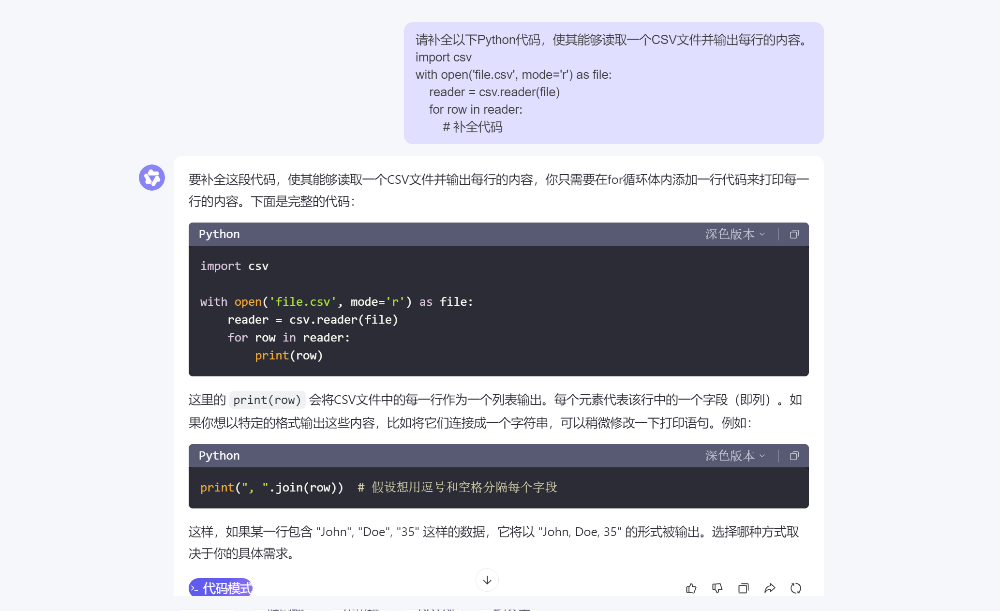 请补全以下Python代码，使其能够读取一个CSV文件并输出每行的内容。
import csv
with open('file.csv', mode='r') as file:
    reader = csv.reader(file)
    for row in reader:
        # 补全代码
要补全这段代码，使其能够读取一个CSV文件并输出每行的内容，你只需要在for循环体内添加一行代码来打印每一
行的内容。下面是完整的代码：
Python 深色版本
import csv
with open('file.csv', mode='r') as file:
    reader = csv.reader(file)
    for row in reader:
        print(row)
这里的 print(row) 会将CSV文件中的每一行作为一个列表输出。每个元素代表该行中的一个字段（即列）。如
果你想以特定的格式输出这些内容，比如将它们连接成一个字符串，可以稍微修改一下打印语句。例如：
Python 深色版本
print(", ".join(row))  # 假设想用逗号和空格分隔每个字段
这样，如果某一行包含 "John", "Doe", "35" 这样的数据，它将以 "John, Doe, 35" 的形式被输出。选择哪种方式取
决于你的具体需求。
>_ 代码模式